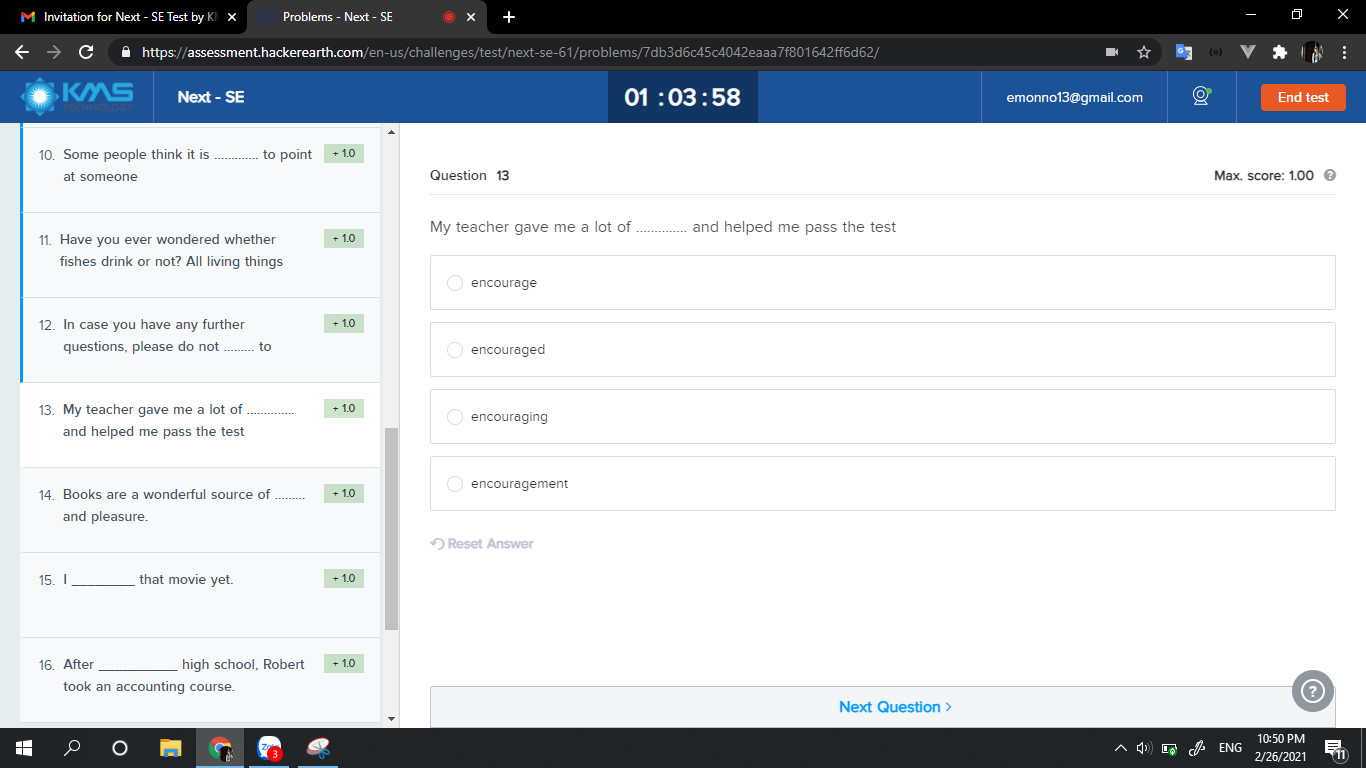 Invitation for Next - SE Test by KM
Problems - Next - SE
https://assessment.hackerearth.com/en-us/challenges/test/next-se-61/problems/7db3d6c45c4042eaaa7f801642ff6d62/
KMS
TECHNOLOGY
Next - SE
01 : 03 : 58
emonno13@gmail.com
End test
10. Some people think it is ............. to point at someone
+ 1.0
11. Have you ever wondered whether fishes drink or not? All living things
+ 1.0
12. In case you have any further questions, please do not ......... to
+ 1.0
13. My teacher gave me a lot of .............. and helped me pass the test
+ 1.0
14. Books are a wonderful source of ......... and pleasure.
+ 1.0
15. I ________ that movie yet.
+ 1.0
16. After __________ high school, Robert took an accounting course.
+ 1.0
Question 13
Max. score: 1.00
?
My teacher gave me a lot of .............. and helped me pass the test
encourage
encouraged
encouraging
encouragement
Reset Answer
Next Question >
?
Zalo
3
ENG
10:50 PM
2/26/2021
11